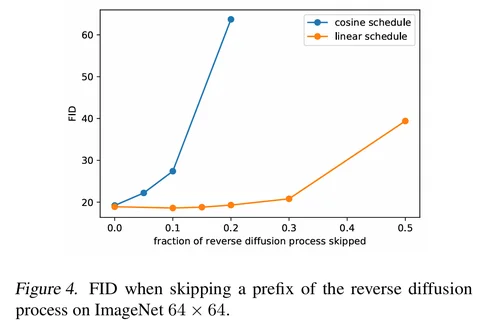 cosine schedule
linear schedule
60
50
40
30
20
FID
0.0 0.1 0.2 0.3 0.4 0.5
fraction of reverse diffusion process skipped
Figure 4. FID when skipping a prefix of the reverse diffusion
process on ImageNet 64 × 64.